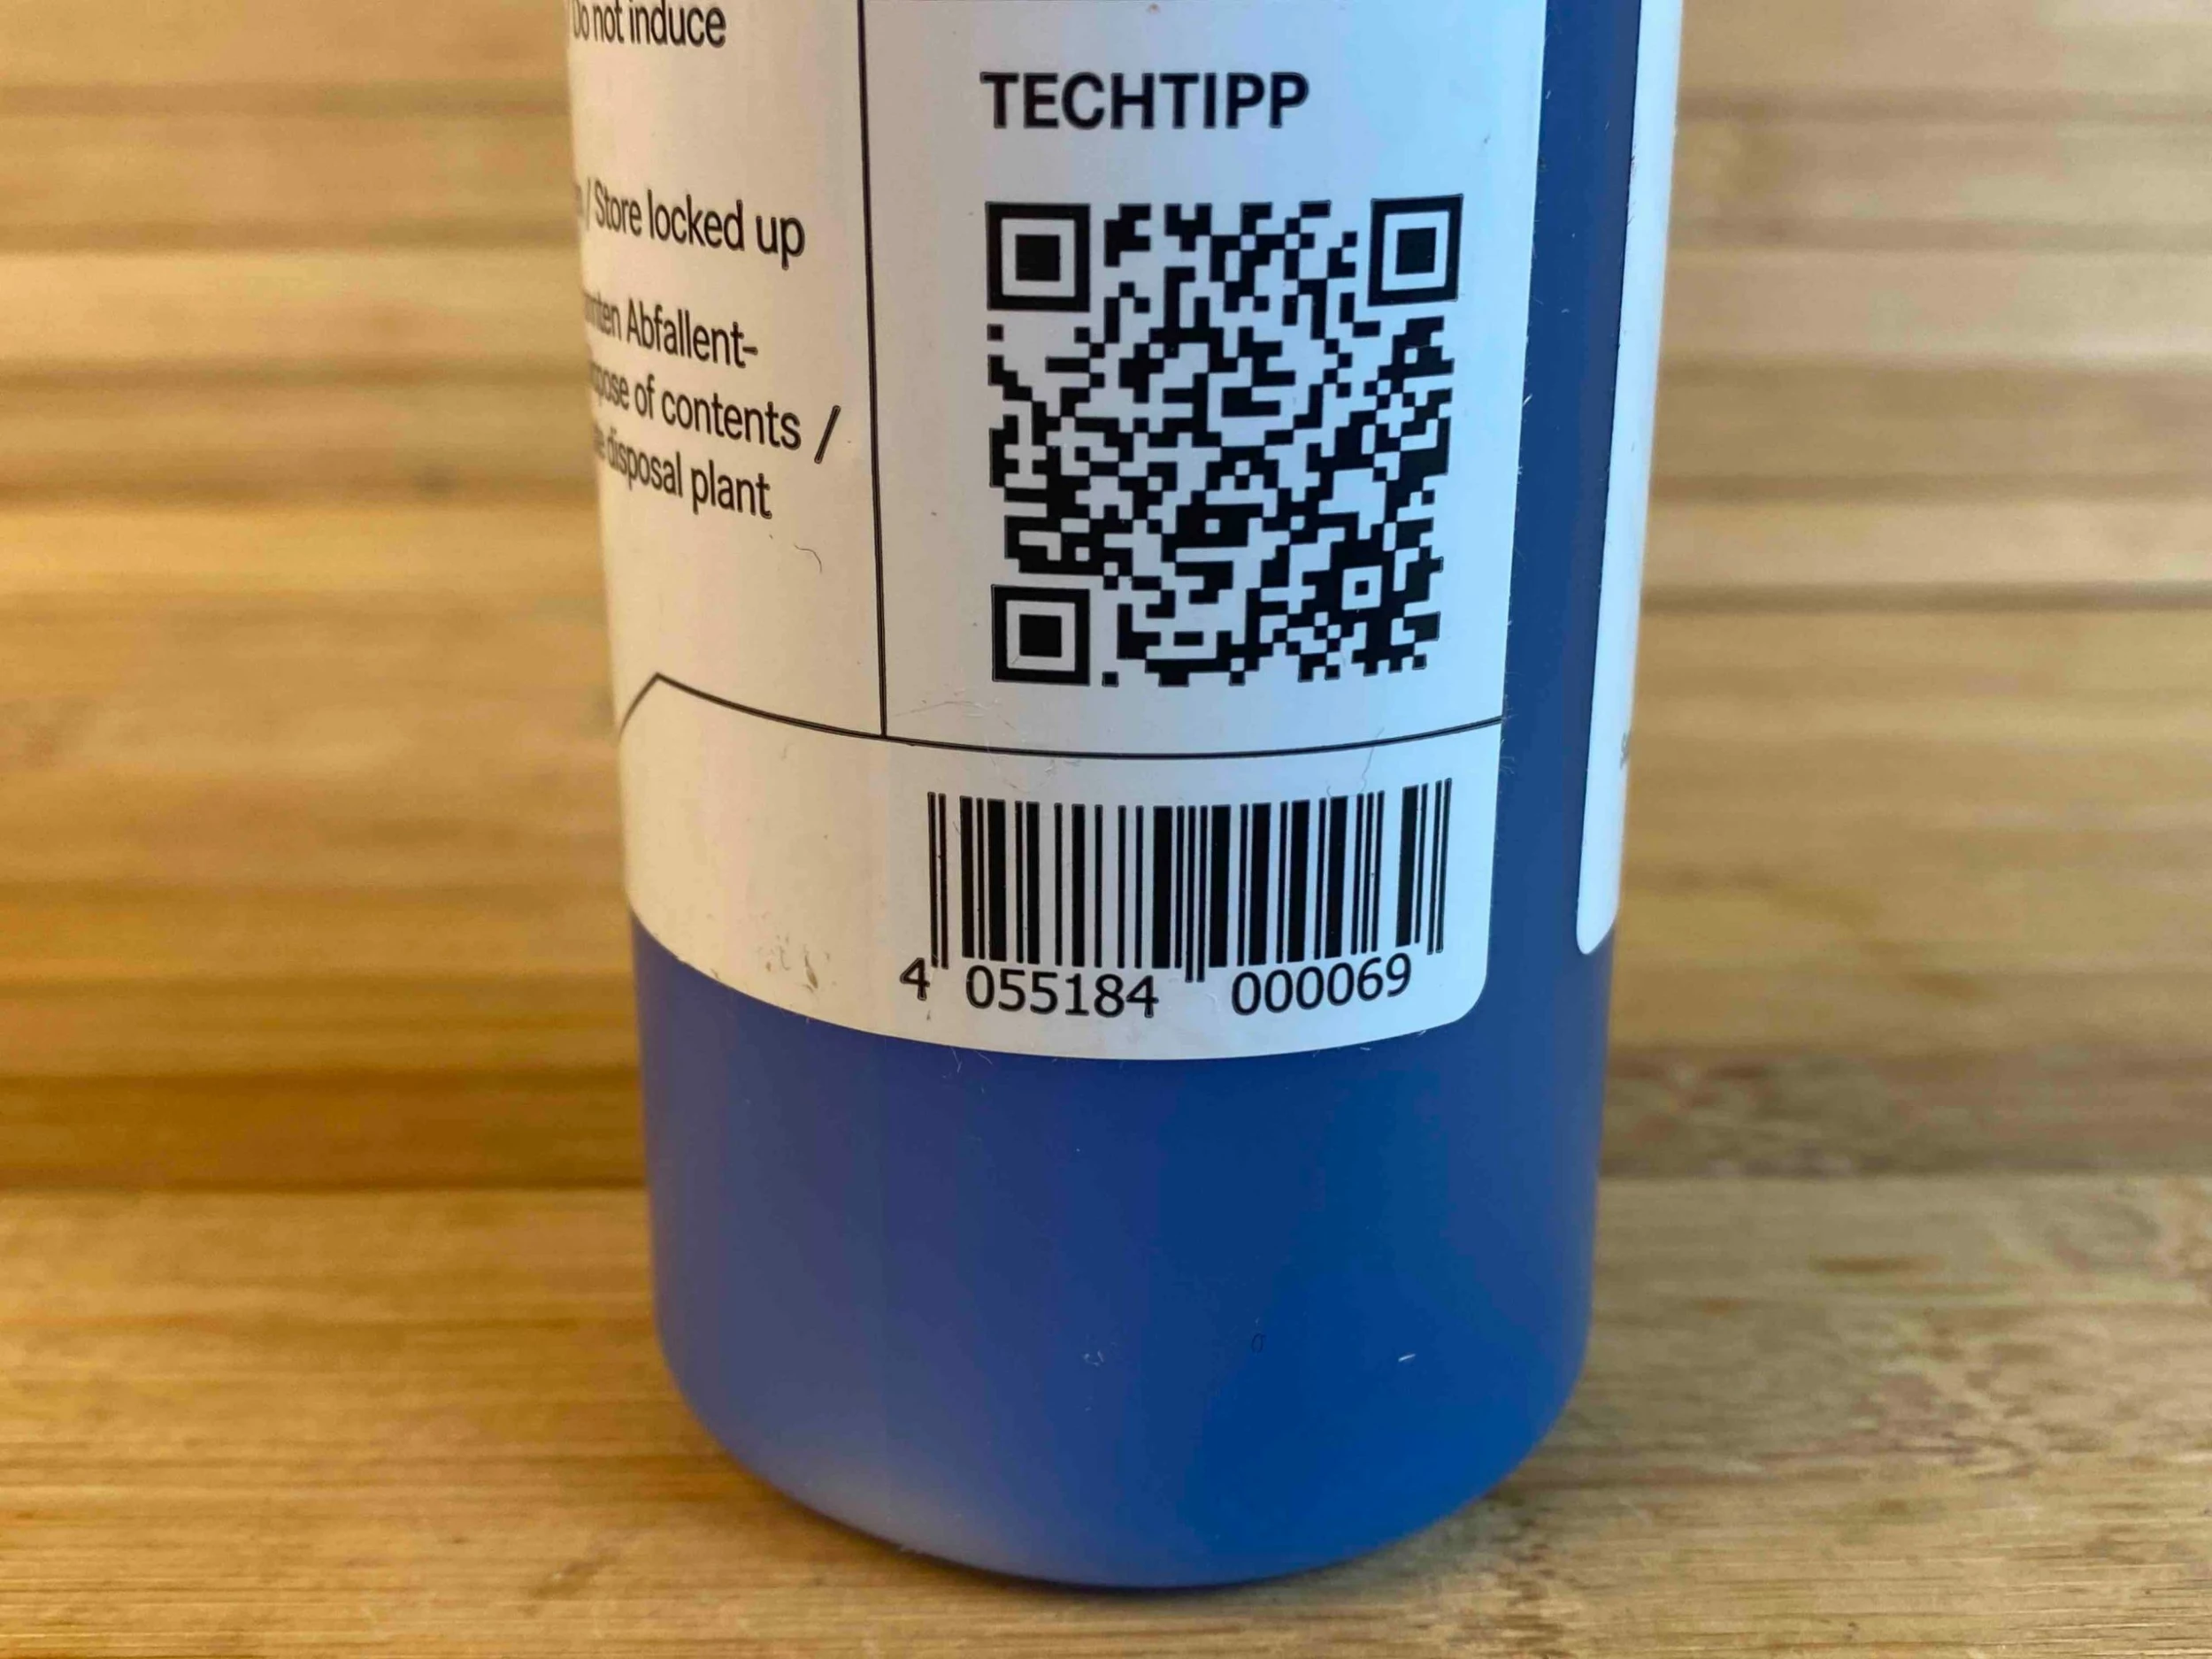 Do not induce
/ Store locked up
Abfallent-
of contents /
disposal plant
TECHTIPP
4 055184 000069